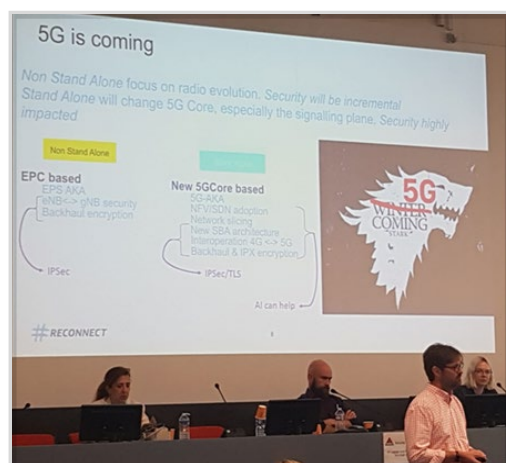 5G is coming
Non Stand Alone focus on radio evolution. Security will be incremental
Stand Alone will change 5G Core, especially the signalling plane. Security highly
impacted
Non Stand Alone
EPC based
EPS AKA
eNB<-> gNB security
Backhaul encryption
IPSec
New 5GCore based
5G-AKA
NFV/SDN adoption
Network slicing
New SBA architecture
Interoperation 4G <-> 5G
Backhaul & IPX encryption
IPSec/TLS
AI can help
5G
WINTER
COMING
STARK
#RECONNECT